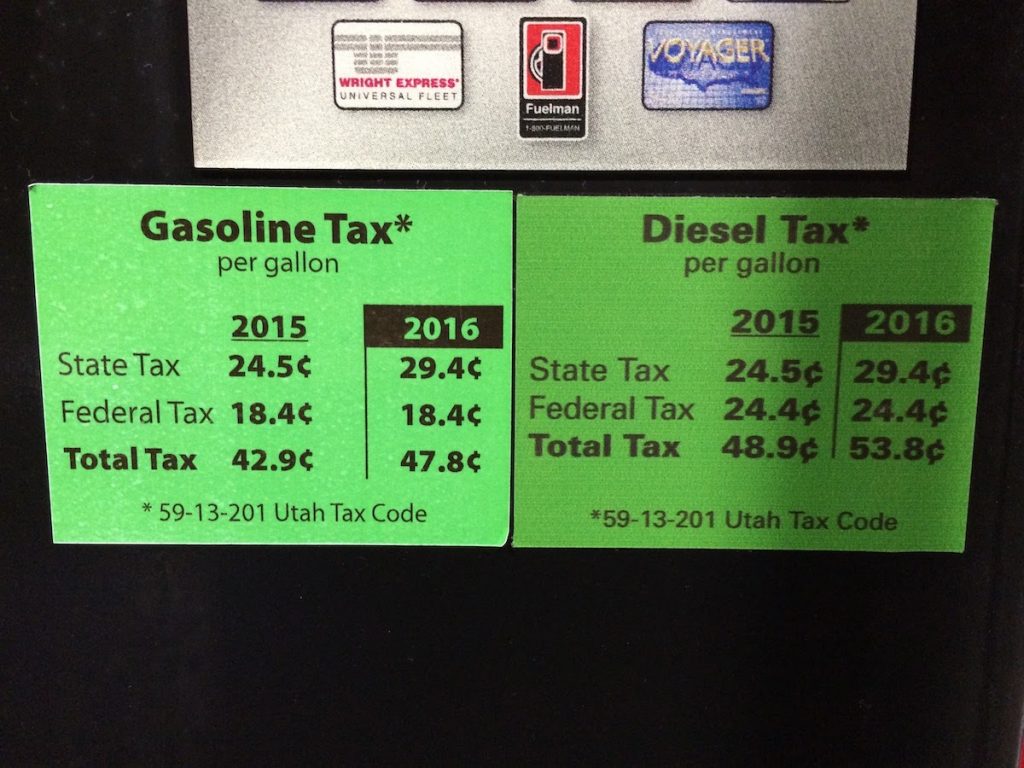 WRIGHT EXPRESS
UNIVERSAL FLEET
Fuelman
1-800-FUELMAN
VOYAGER
Gasoline Tax*
per gallon
2015 2016
State Tax 24.5¢ 29.4¢
Federal Tax 18.4¢ 18.4¢
Total Tax 42.9¢ 47.8¢
* 59-13-201 Utah Tax Code
Diesel Tax*
per gallon
2015 2016
State Tax 24.5¢ 29.4¢
Federal Tax 24.4¢ 24.4¢
Total Tax 48.9¢ 53.8¢
*59-13-201 Utah Tax Code